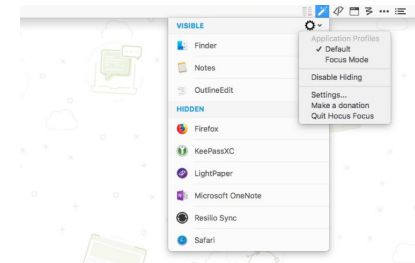 VISIBLE
Finder
Notes
OutlineEdit
HIDDEN
Firefox
KeePassXC
LightPaper
Microsoft OneNote
Resilio Sync
Safari
Application Profiles
✓ Default
Focus Mode
Disable Hiding
Settings...
Make a donation
Quit Hocus Focus